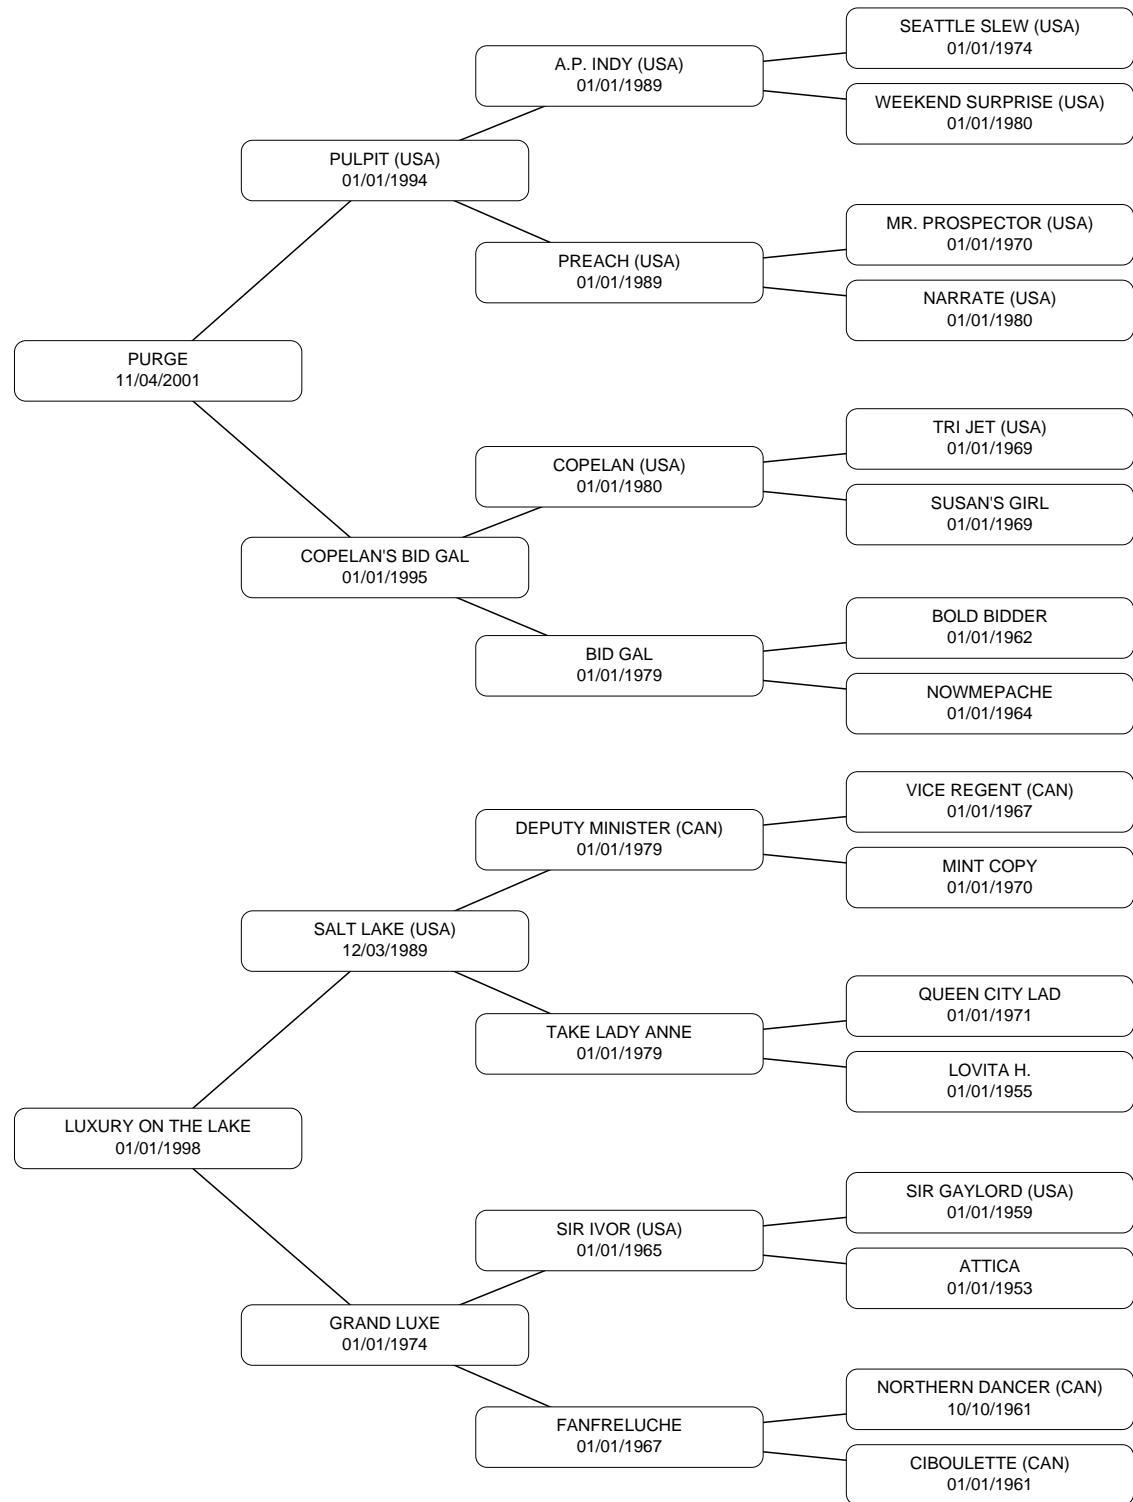 SEATTLE SLEW (USA)
01/01/1974
A.P. INDY (USA)
01/01/1989
WEEKEND SURPRISE (USA)
01/01/1980
PULPIT (USA)
01/01/1994
MR. PROSPECTOR (USA)
01/01/1970
PREACH (USA)
01/01/1989
NARRATE (USA)
01/01/1980
PURGE
11/04/2001
TRI JET (USA)
01/01/1969
COPELAN (USA)
01/01/1980
SUSAN'S GIRL
01/01/1969
COPELAN'S BID GAL
01/01/1995
BOLD BIDDER
01/01/1962
BID GAL
01/01/1979
NOWMEPACHE
01/01/1964
VICE REGENT (CAN)
01/01/1967
DEPUTY MINISTER (CAN)
01/01/1979
MINT COPY
01/01/1970
SALT LAKE (USA)
12/03/1989
QUEEN CITY LAD
01/01/1971
TAKE LADY ANNE
01/01/1979
LOVITA H.
01/01/1955
LUXURY ON THE LAKE
01/01/1998
SIR GAYLORD (USA)
01/01/1959
SIR IVOR (USA)
01/01/1965
ATTICA
01/01/1953
GRAND LUXE
01/01/1974
NORTHERN DANCER (CAN)
10/10/1961
FANFRELUCHE
01/01/1967
CIBOULETTE (CAN)
01/01/1961